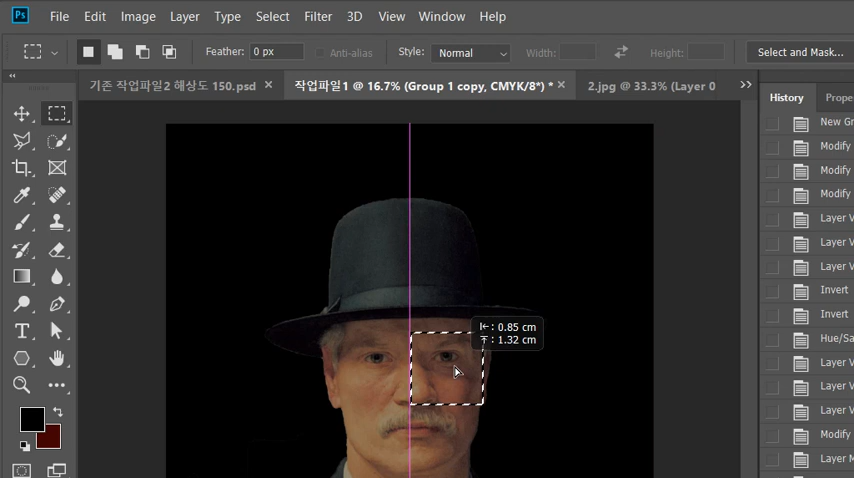 Ps File Edit Image Layer Type Select Filter 3D View Window Help
Feather: 0 px Anti-alias Style: Normal Width: Height: Select and Mask...
기존 작업파일2 해상도 150.psd × 작업파일1 @ 16.7% (Group 1 copy, CMYK/8*) * × 2.jpg @ 33.3% (Layer 0
History Prope
New Gr
Modify
Modify
Modify
Layer V
Layer V
Layer V
Invert
Invert
Hue/Sa
Layer V
Layer V
Layer V
Modify
Layer M
: 0.85 cm
: 1.32 cm